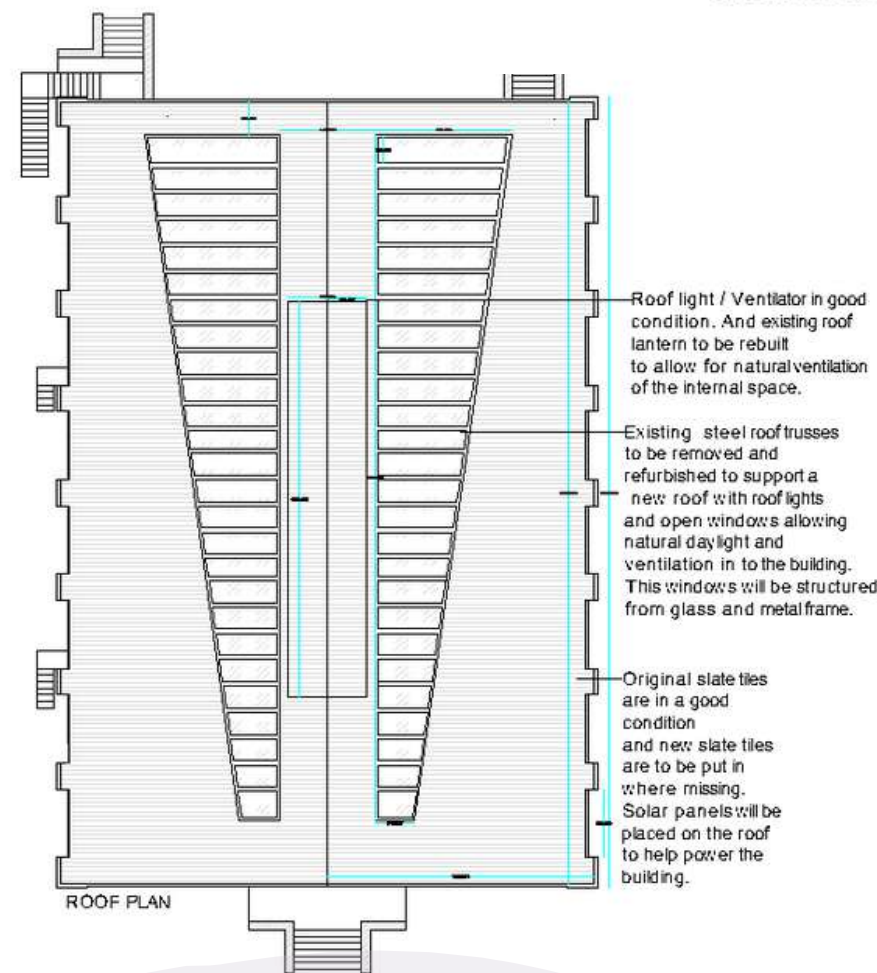 Roof light / Ventilator in good
condition. And existing roof
lantern to be rebuilt
to allow for natural ventilation
of the internal space.
Existing steel roof trusses
to be removed and
refurbished to support a
new roof with roof lights
and open windows allowing
natural daylight and
ventilation in to the building.
This windows will be structured
from glass and metal frame.
Original slate tiles
are in a good
condition
and new slate tiles
are to be put in
where missing.
Solar panels will be
placed on the roof
to help power the
building.
ROOF PLAN